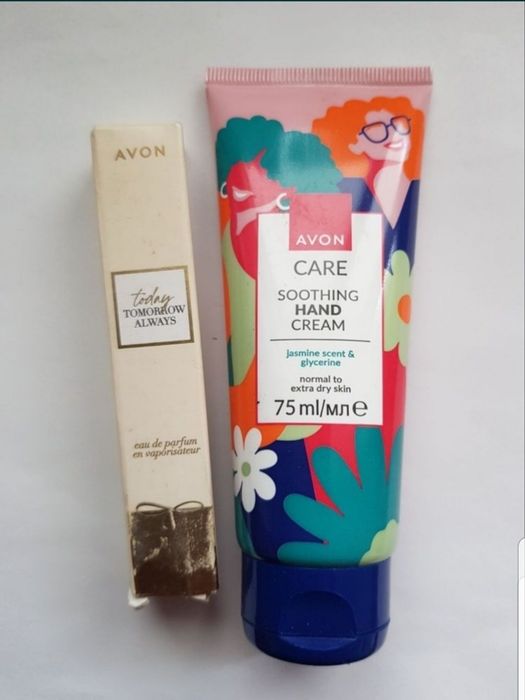 AVON
today
TOMORROW
ALWAYS
eau de parfum
en vaporisateur
AVON
CARE
SOOTHING
HAND
CREAM
jasmine scent &
glycerine
normal to
extra dry skin
75 ml/мл e